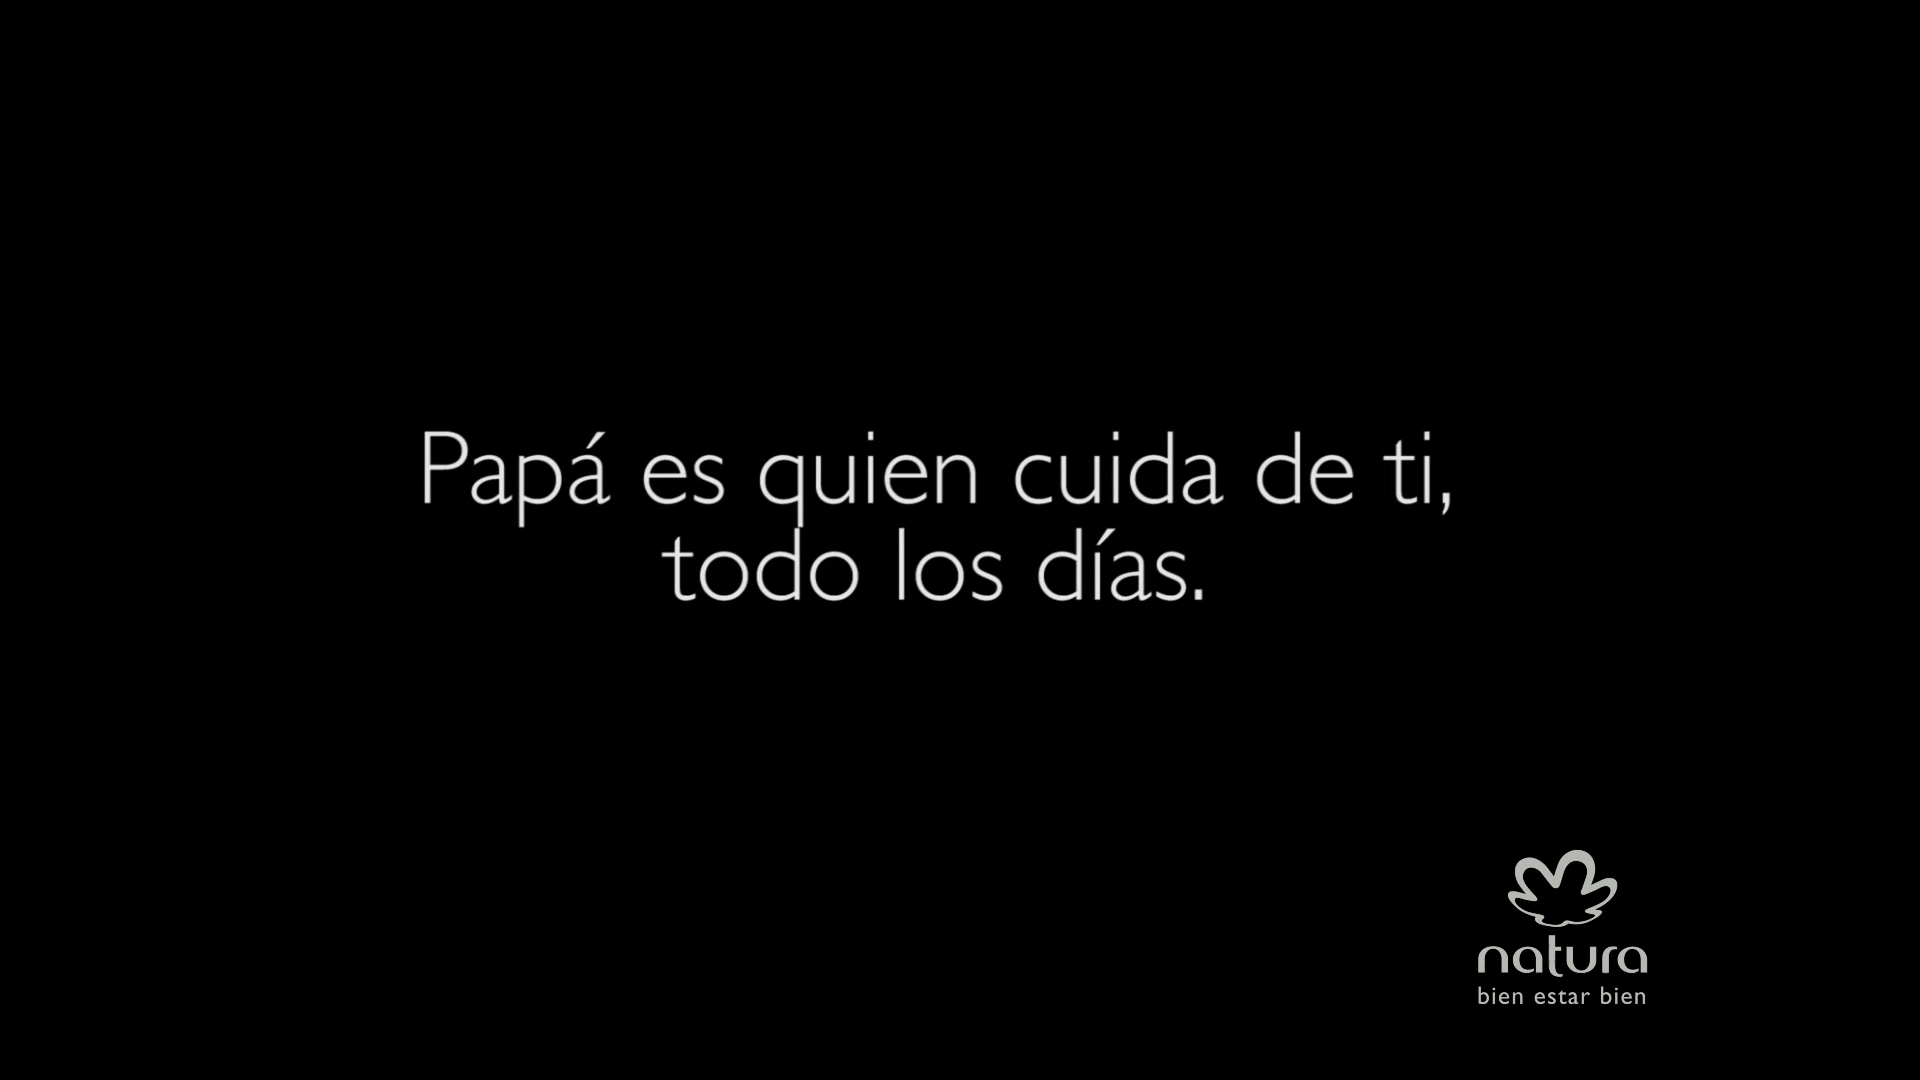 Papá es quien cuida de ti,
todo los días.
natura
bien estar bien